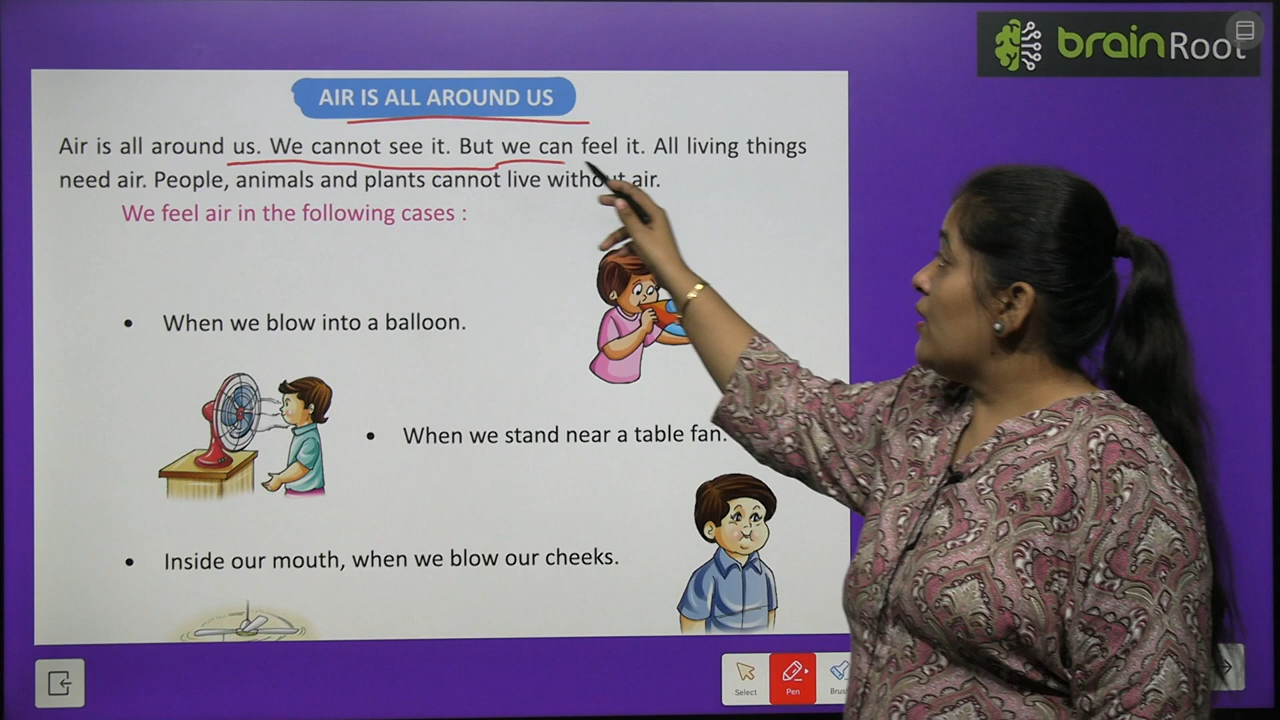 brainRoot
AIR IS ALL AROUND US
Air is all around us. We cannot see it. But we can feel it. All living things
need air. People, animals and plants cannot live without air.
We feel air in the following cases :
• When we blow into a balloon.
• When we stand near a table fan.
• Inside our mouth, when we blow our cheeks.
Select
Pen